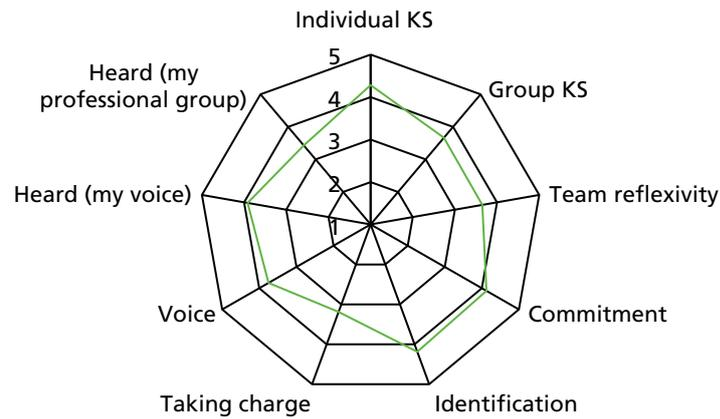 Individual KS
5
Heard (my
professional group)
Group KS
4
3
2
Heard (my voice)
Team reflexivity
1
Voice
Commitment
Taking charge
Identification